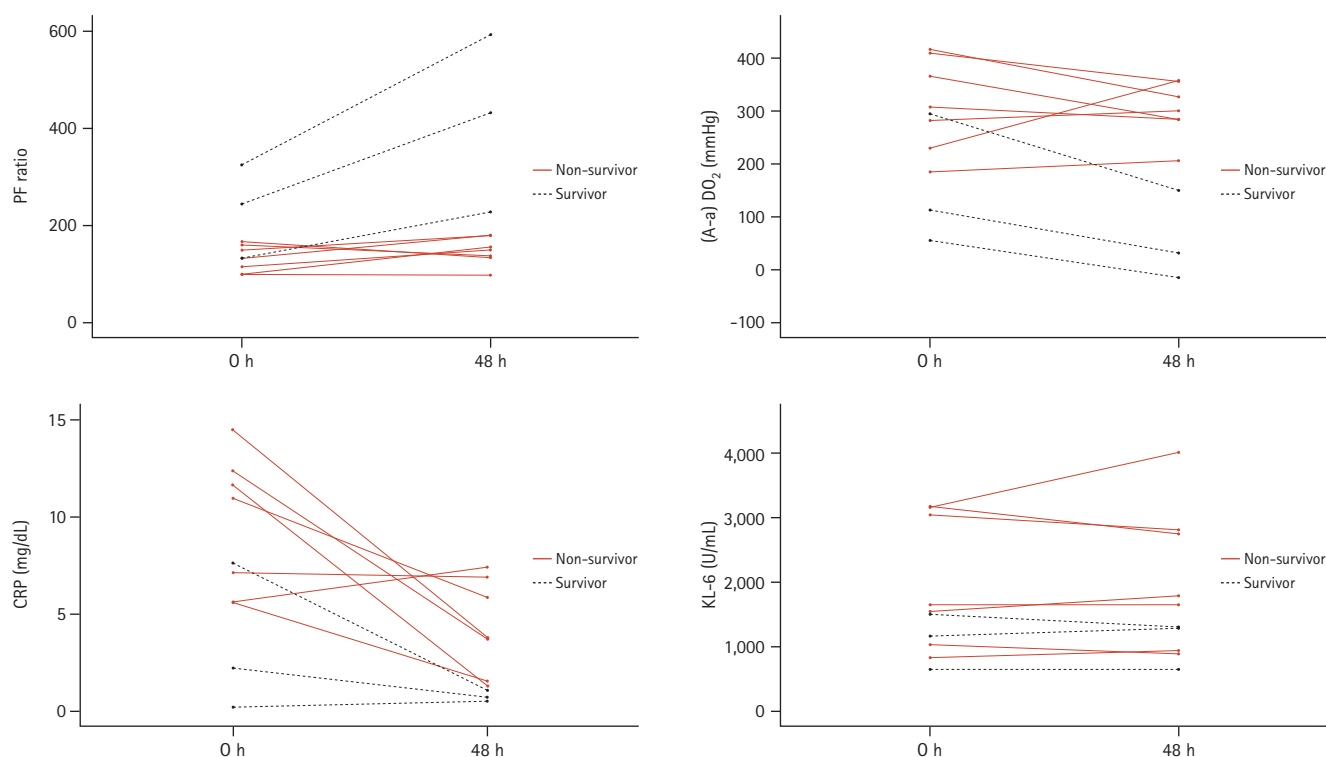 600
400
200
0
PF ratio
0 h
48 h
Non-survivor
Survivor
400
300
200
100
0
-100
(A-a) DO₂ (mmHg)
0 h
48 h
Non-survivor
Survivor
15
10
5
0
CRP (mg/dL)
0 h
48 h
Non-survivor
Survivor
4,000
3,000
2,000
1,000
0
KL-6 (U/mL)
0 h
48 h
Non-survivor
Survivor